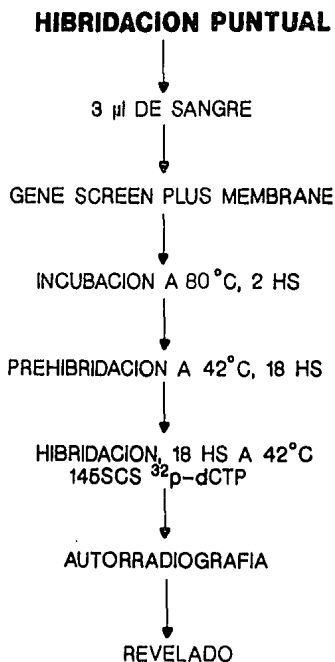 HIBRIDACION PUNTUAL
3 µl DE SANGRE
GENE SCREEN PLUS MEMBRANE
INCUBACION A 80°C, 2 HS
PREHIBRIDACION A 42°C, 18 HS
HIBRIDACION, 18 HS A 42°C
145SCS ³²p-dCTP
AUTORRADIOGRAFIA
REVELADO